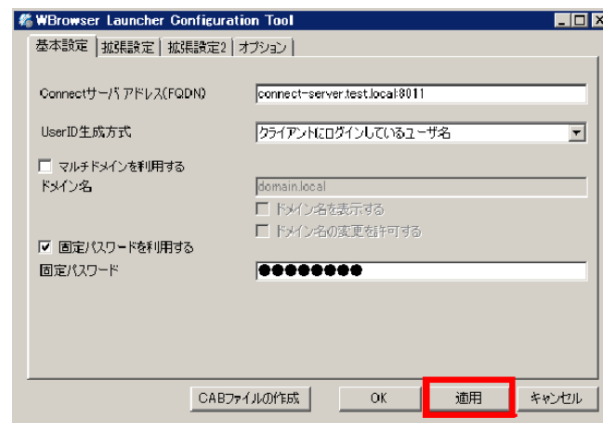 WBrowser Launcher Configuration Tool
基本設定 拡張設定 拡張設定2 オプション
Connectサーバ アドレス(FQDN) connect-server.test.local:8011
UserID生成方式 クライアントにログインしているユーザ名
マルチドメインを利用する
ドメイン名 domain.local
ドメイン名を表示する
ドメイン名の変更を許可する
固定パスワードを利用する
固定パスワード ●●●●●●●●
CABファイルの作成 OK 適用 キャンセル